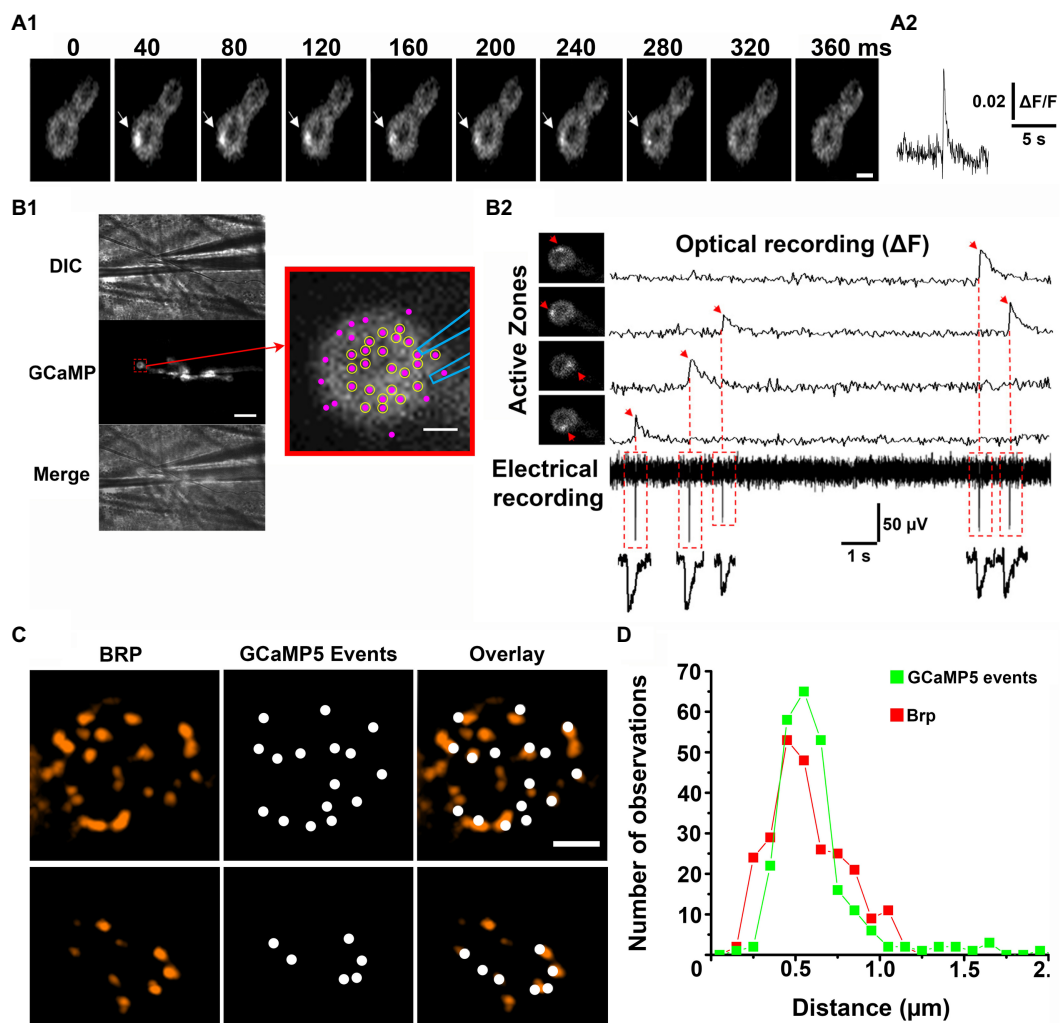 A1
0 40 80 120 160 200 240 280 320 360 ms
A2
0.02 ΔF/F
5 s
B1
DIC
GCaMP
Merge
B2
Optical recording (ΔF)
Active Zones
Electrical
recording
50 µV
1 s
C
BRP GCaMP5 Events Overlay
D
Number of observations
70
60
50
40
30
20
10
0
0.5 1.0 1.5 2.
Distance (µm)
GCaMP5 events
Brp